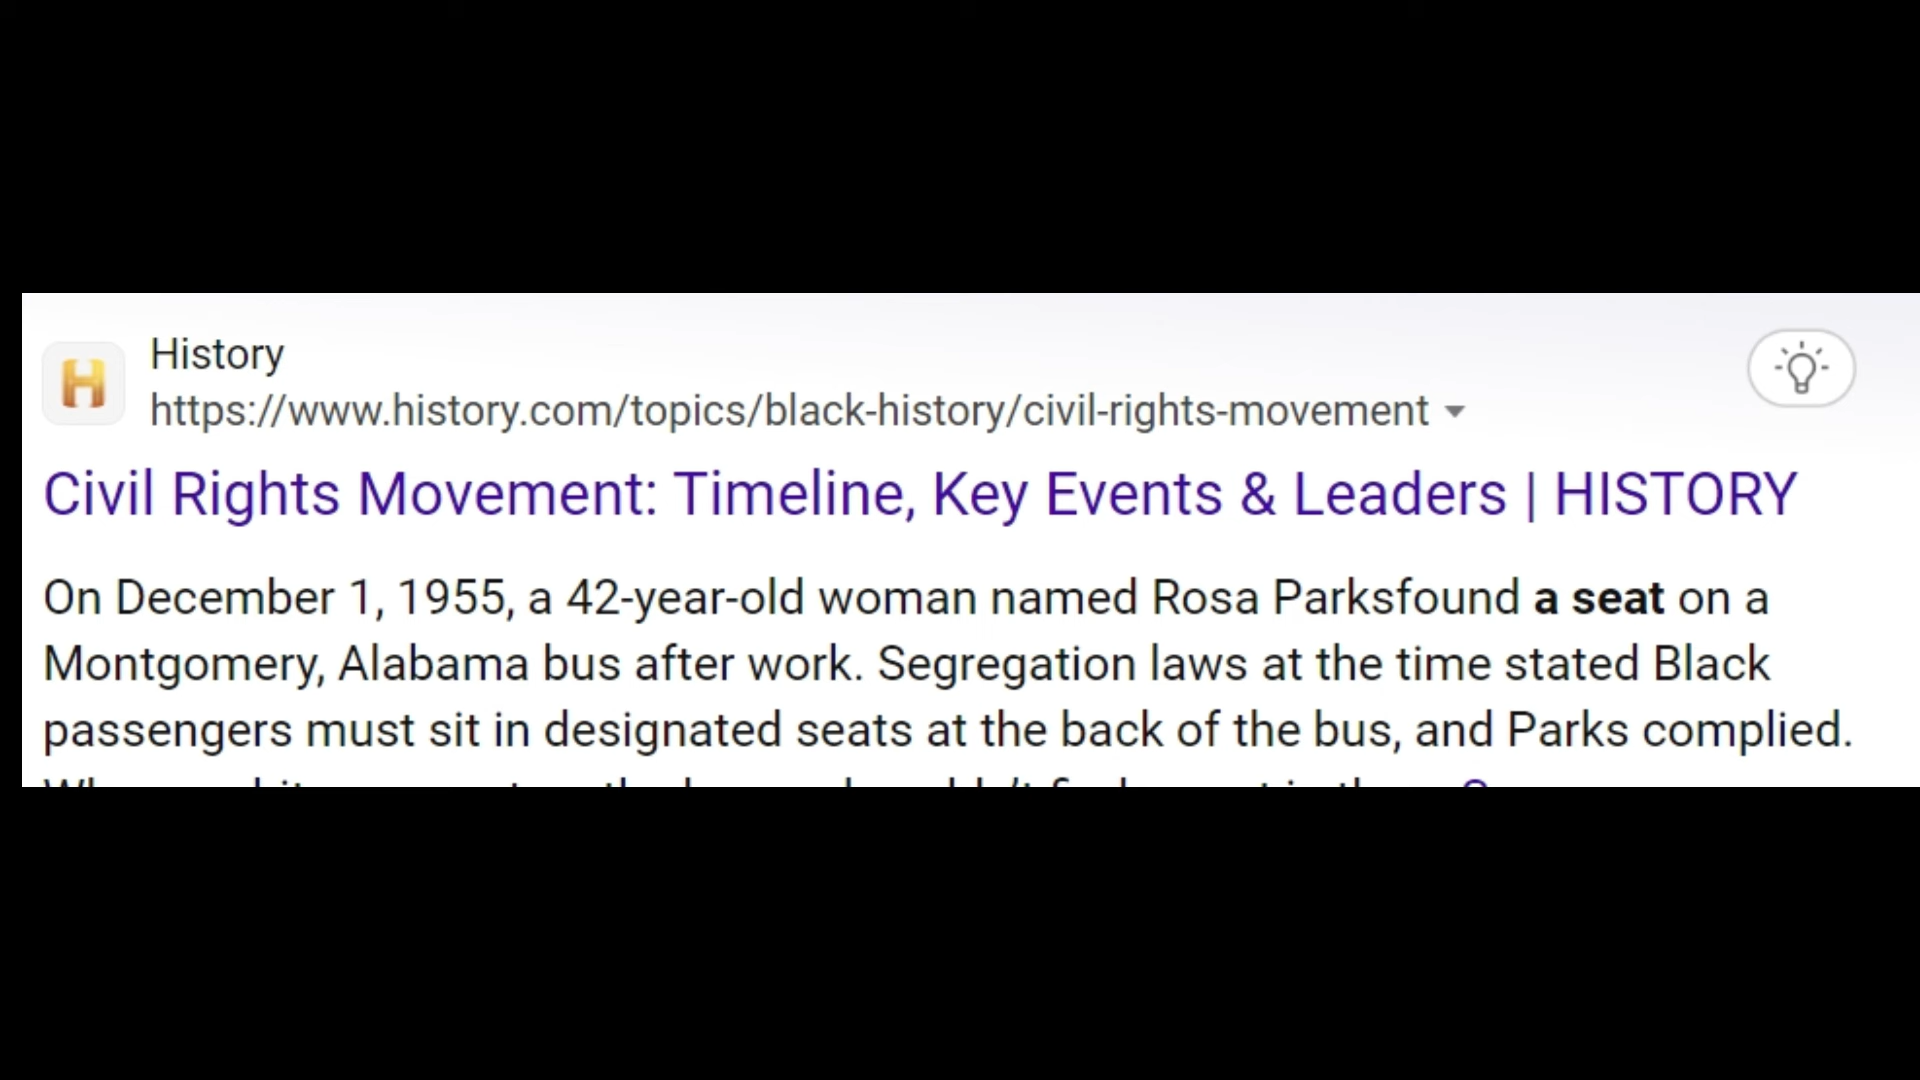 History
https://www.history.com/topics/black-history/civil-rights-movement
Civil Rights Movement: Timeline, Key Events & Leaders | HISTORY
On December 1, 1955, a 42-year-old woman named Rosa Parksfound a seat on a
Montgomery, Alabama bus after work. Segregation laws at the time stated Black
passengers must sit in designated seats at the back of the bus, and Parks complied.